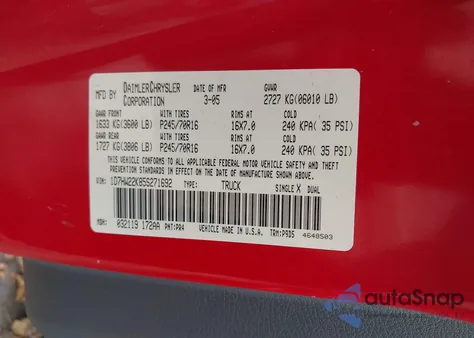 MFD BY DAIMLERCHRYSLER CORPORATION DATE OF MFR 3-05 GVWR 2727 KG(06010 LB)
GAWR FRONT WITH TIRES RIMS AT COLD
1633 KG(3600 LB) P245/70R16 16X7.0 240 KPA( 35 PSI)
GAWR REAR WITH TIRES RIMS AT COLD
1727 KG(3806 LB) P245/70R16 16X7.0 240 KPA( 35 PSI)
THIS VEHICLE CONFORMS TO ALL APPLICABLE FEDERAL MOTOR VEHICLE SAFETY AND THEFT
PREVENTION STANDARDS IN EFFECT ON THE DATE OF MANUFACTURE SHOWN ABOVE.
VIN: 1D7HW22K85S271692 TYPE: TRUCK SINGLE X DUAL
MDH: 032119 172AA PNT:PR4 VEHICLE MADE IN U.S.A. TRM:P9D5 4648503
autoSnap